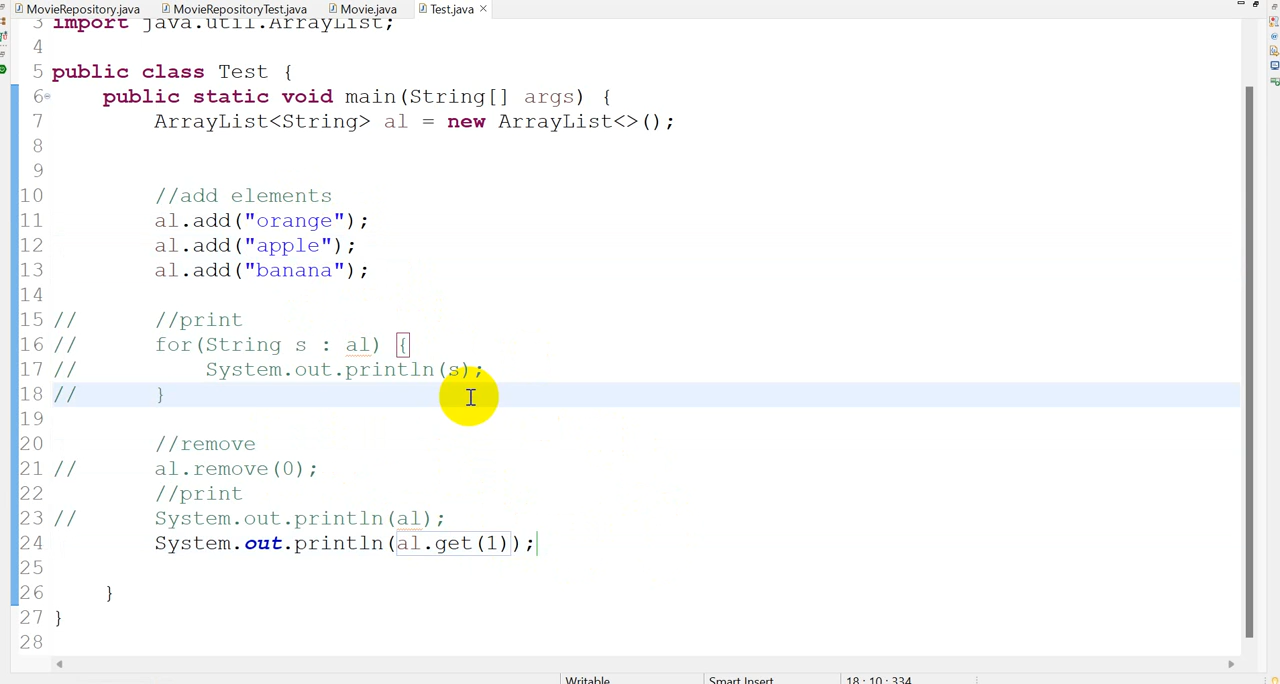 MovieRepository.java MovieRepositoryTest.java Movie.java Test.java
3 import java.util.ArrayList;
4
5 public class Test {
6 public static void main(String[] args) {
7 ArrayList<String> al = new ArrayList<>();
8
9
10 //add elements
11 al.add("orange");
12 al.add("apple");
13 al.add("banana");
14
15 // //print
16 // for(String s : al) {
17 // System.out.println(s);
18 // }
19
20 //remove
21 // al.remove(0);
22 //print
23 // System.out.println(al);
24 System.out.println(al.get(1));
25
26 }
27 }
28
Writable Smart Insert 18 : 10 : 334